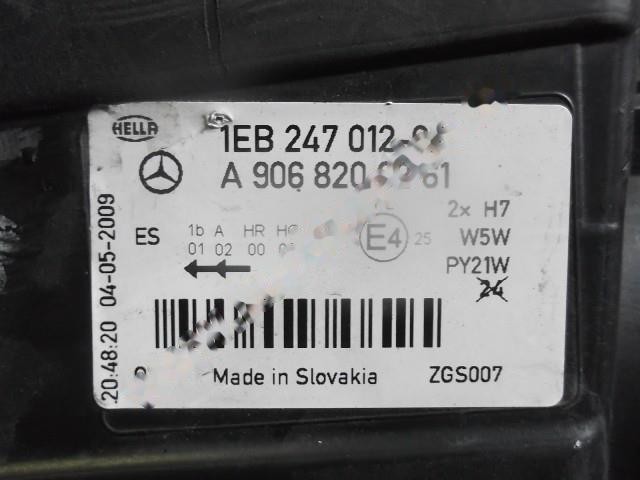 HELLA
1EB 247 012-
A 906 820 61
ES 1b A HR
01 02 00
E4 25
2x H7
W5W
PY21W
24
Made in Slovakia ZGS007
20:48:20 04-05-2009